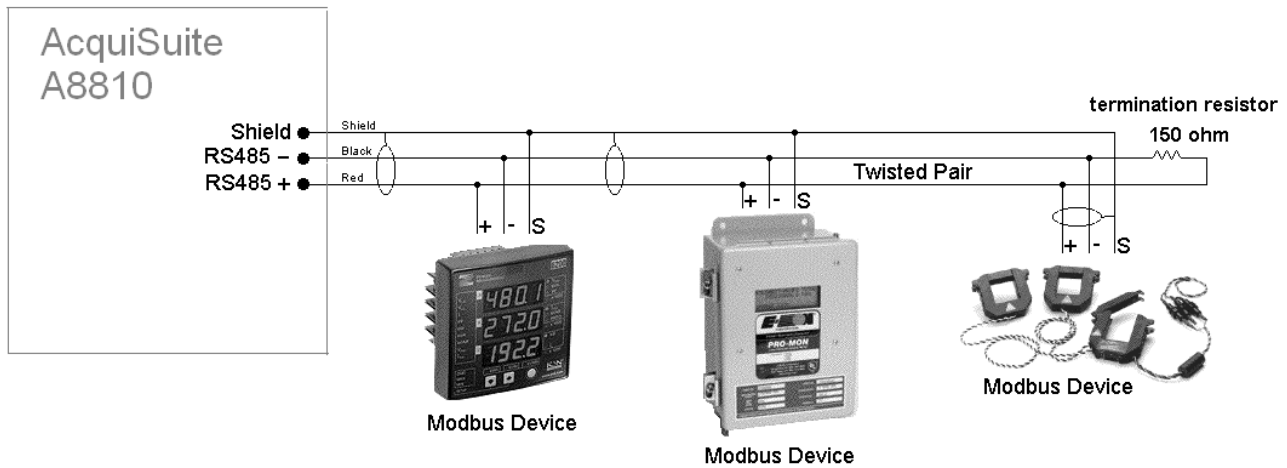 AcquiSuite
A8810
termination resistor
150 ohm
Shield
Shield
RS485 –
Black
RS485 +
Red
Twisted Pair
+ - S
+ - S
+ - S
480.1
272.0
192.2
PRO-MON
Modbus Device
Modbus Device
Modbus Device